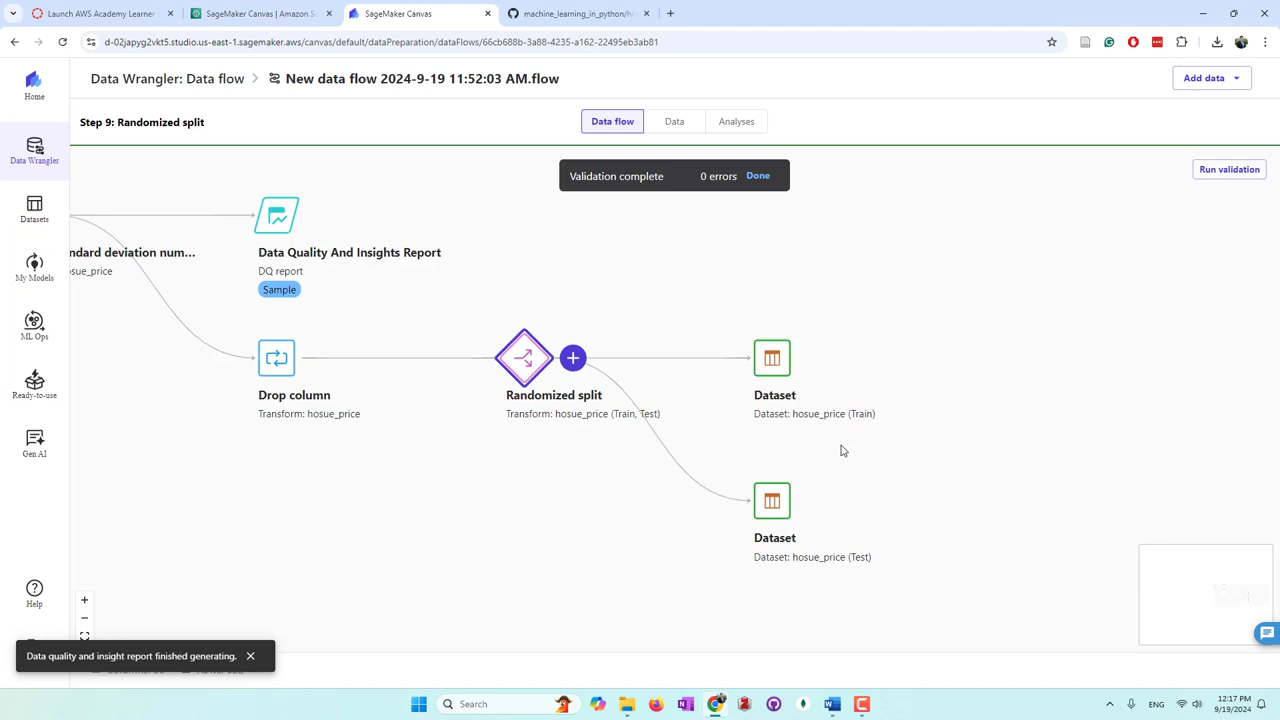 Launch AWS Academy Learner
SageMaker Canvas | Amazon S
SageMaker Canvas
machine_learning_in_python/ho
d-02japyg2vkt5.studio.us-east-1.sagemaker.aws/canvas/default/dataPreparation/dataFlows/66cb688b-3a88-4235-a162-22495eb3ab81
Home
Data Wrangler: Data flow > New data flow 2024-9-19 11:52:03 AM.flow
Add data
Step 9: Randomized split
Data flow
Data
Analyses
Data Wrangler
Validation complete 0 errors Done
Run validation
Datasets
My Models
ML Ops
Ready-to-use
Gen AI
Help
ndard deviation num...
osue_price
Data Quality And Insights Report
DQ report
Sample
Drop column
Transform: hosue_price
Randomized split
Transform: hosue_price (Train, Test)
Dataset
Dataset: hosue_price (Train)
Dataset
Dataset: hosue_price (Test)
Data quality and insight report finished generating.
Search
ENG
12:17 PM
9/19/2024